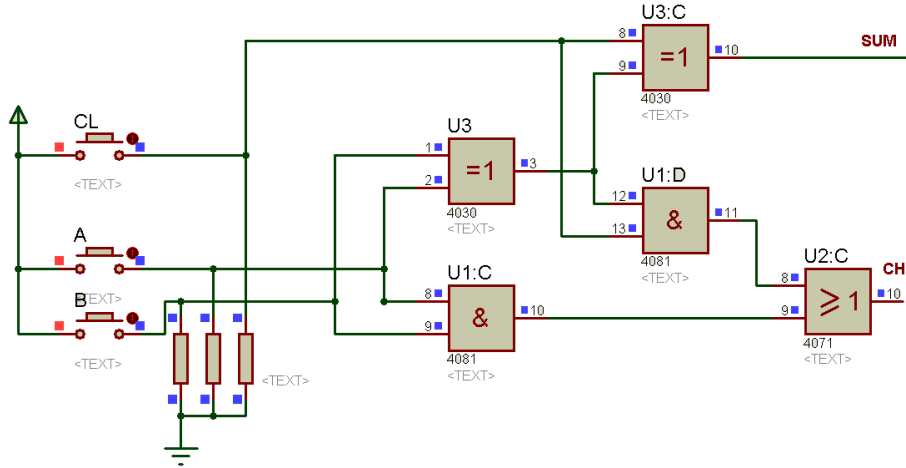 U3:C
8
=1
10
SUM
9
4030
<TEXT>
CL
<TEXT>
U3
1
=1
3
2
4030
<TEXT>
U1:D
12
&
11
13
4081
<TEXT>
A
<TEXT>
B
<TEXT>
U1:C
8
&
10
9
4081
<TEXT>
U2:C
8
≥1
10
CH
9
4071
<TEXT>
<TEXT>